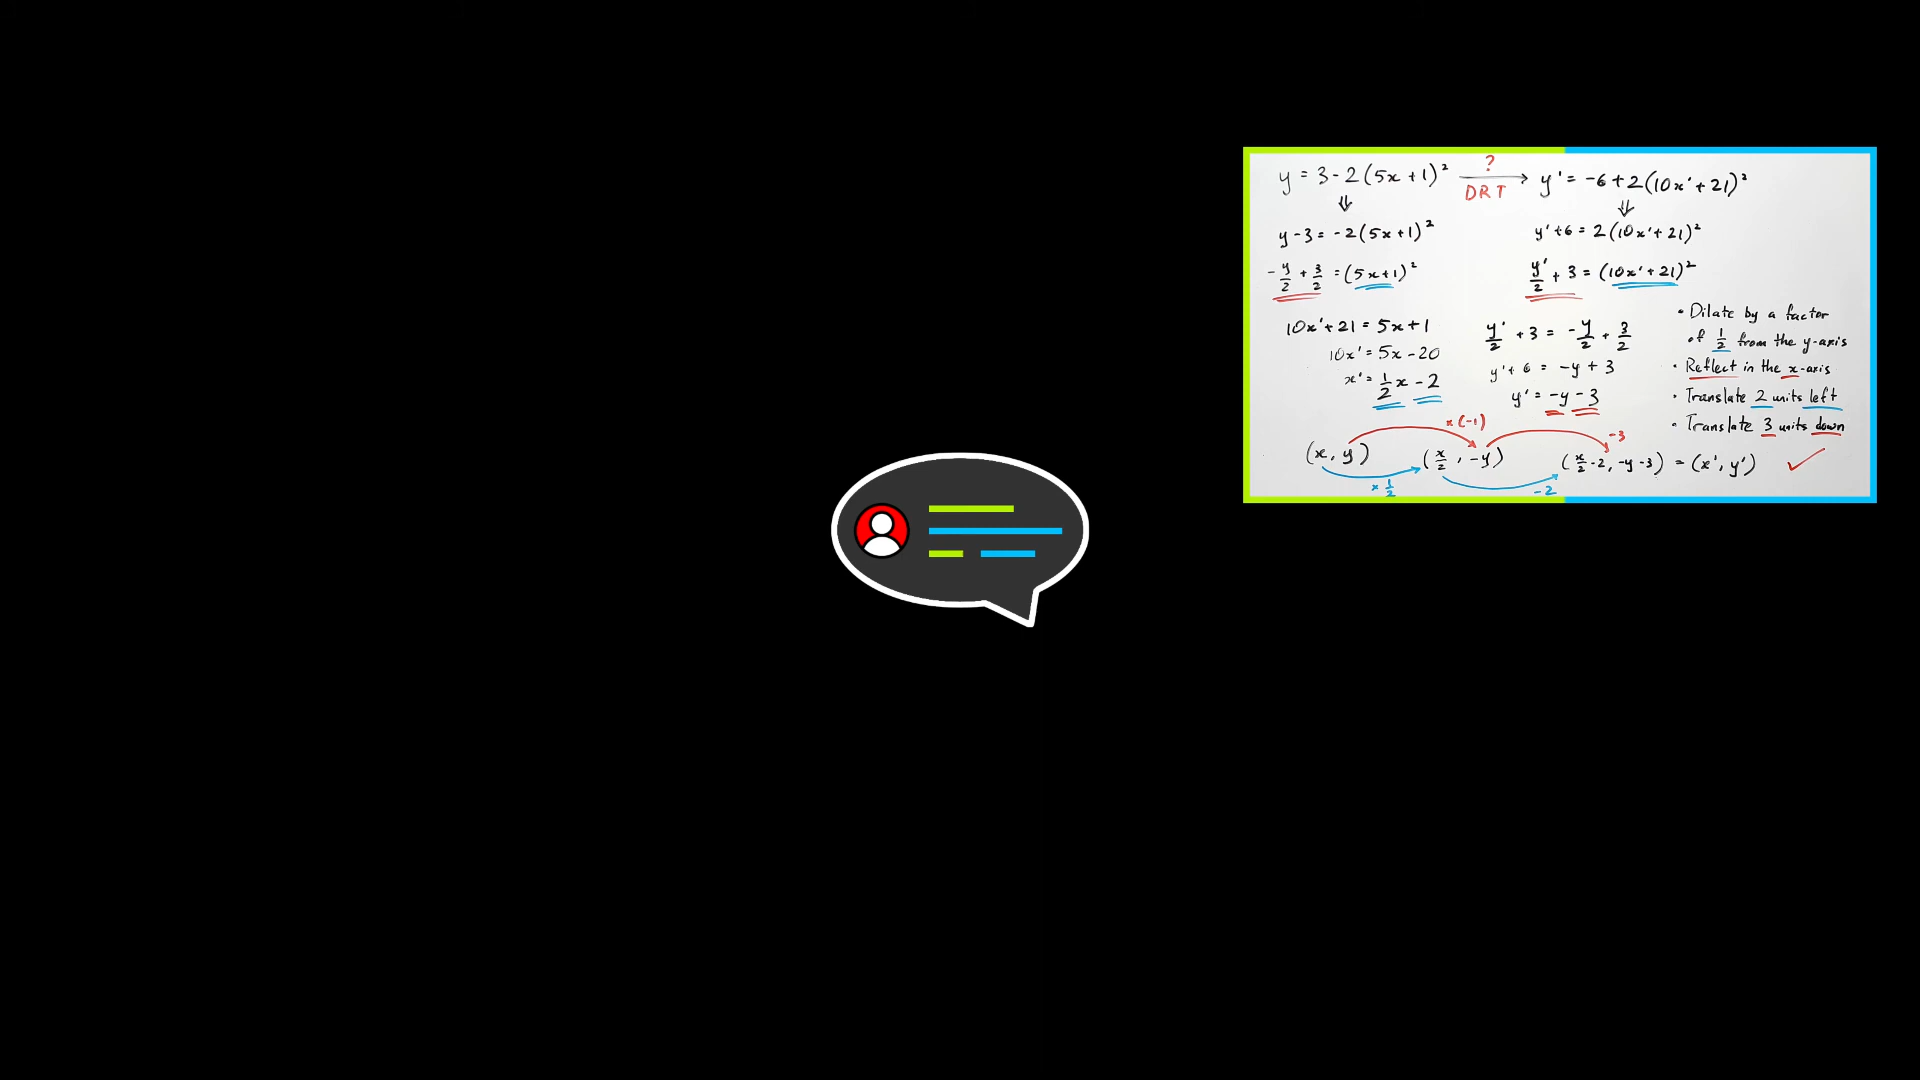 y = 3 - 2(5x + 1)² ? DRT → y' = -6 + 2(10x' + 21)²
⇓ ⇓
y - 3 = -2(5x + 1)² y' + 6 = 2(10x' + 21)²
-y/2 + 3/2 = (5x + 1)² y'/2 + 3 = (10x' + 21)²
10x' + 21 = 5x + 1 y'/2 + 3 = -y/2 + 3/2
10x' = 5x - 20 y' + 6 = -y + 3
x' = 1/2 x - 2 y' = -y - 3
• Dilate by a factor
of 1/2 from the y-axis
• Reflect in the x-axis
• Translate 2 units left
• Translate 3 units down
×(-1) -3
(x, y) (x/2, -y) (x/2 - 2, -y - 3) = (x', y') ✓
× 1/2 -2